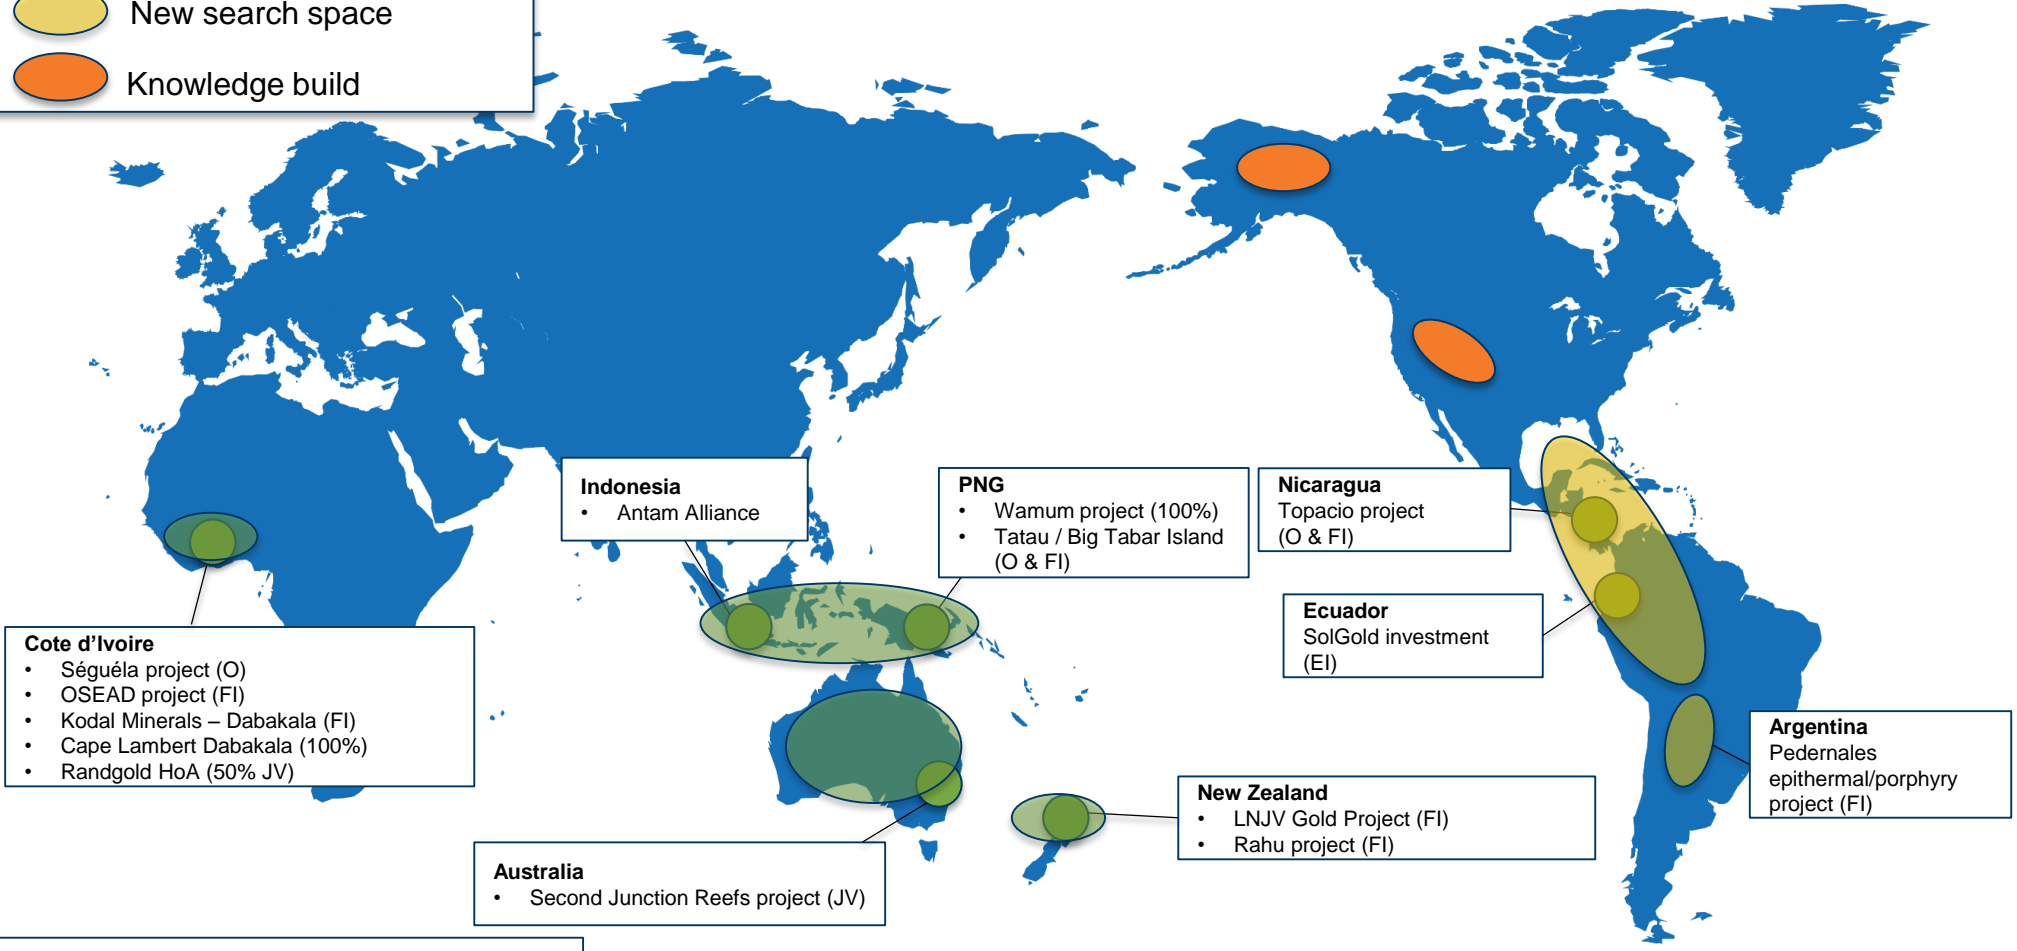 New search space
Knowledge build
Indonesia
• Antam Alliance
PNG
• Wamum project (100%)
• Tatau / Big Tabar Island
(O & FI)
Nicaragua
Topacio project
(O & FI)
Ecuador
SolGold investment
(EI)
Cote d’Ivoire
• Séguéla project (O)
• OSEAD project (FI)
• Kodal Minerals – Dabakala (FI)
• Cape Lambert Dabakala (100%)
• Randgold HoA (50% JV)
Argentina
Pedernales
epithermal/porphyry
project (FI)
New Zealand
• LNJV Gold Project (FI)
• Rahu project (FI)
Australia
• Second Junction Reefs project (JV)